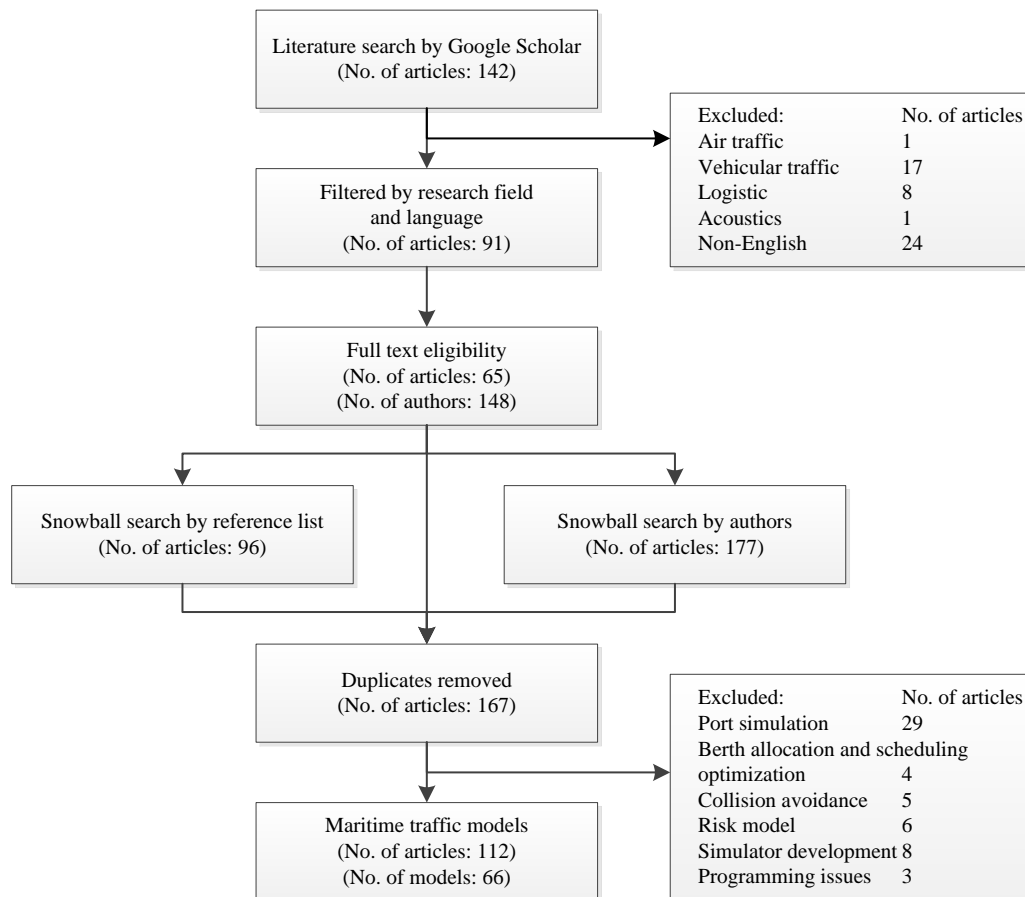 Literature search by Google Scholar
(No. of articles: 142)
Excluded: No. of articles
Air traffic 1
Vehicular traffic 17
Logistic 8
Acoustics 1
Non-English 24
Filtered by research field
and language
(No. of articles: 91)
Full text eligibility
(No. of articles: 65)
(No. of authors: 148)
Snowball search by reference list
(No. of articles: 96)
Snowball search by authors
(No. of articles: 177)
Duplicates removed
(No. of articles: 167)
Excluded: No. of articles
Port simulation 29
Berth allocation and scheduling
optimization 4
Collision avoidance 5
Risk model 6
Simulator development 8
Programming issues 3
Maritime traffic models
(No. of articles: 112)
(No. of models: 66)